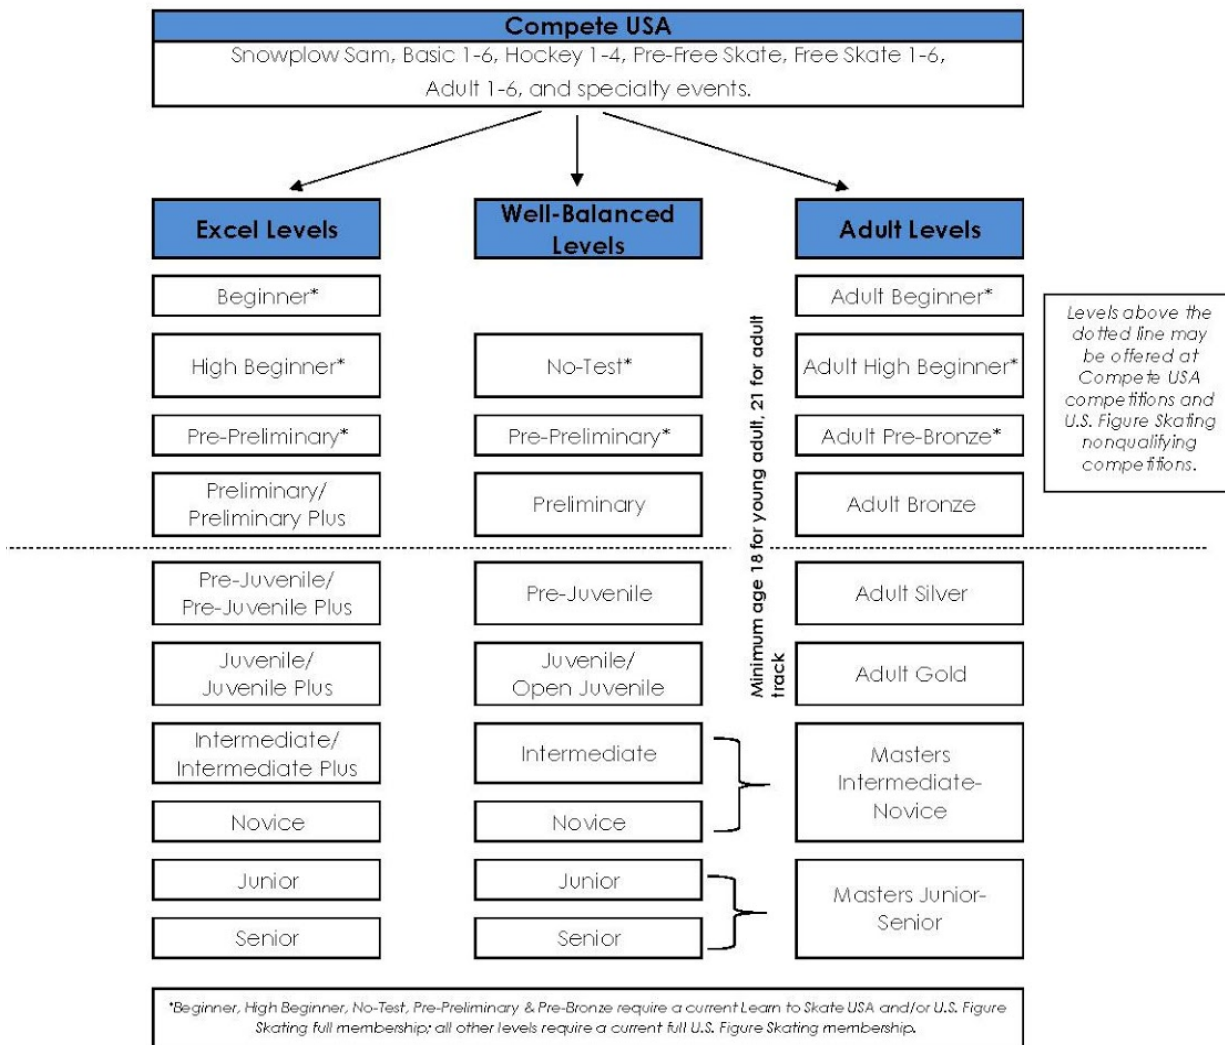 Compete USA
Snowplow Sam, Basic 1-6, Hockey 1-4, Pre-Free Skate, Free Skate 1-6,
Adult 1-6, and specialty events.
Excel Levels
Beginner*
High Beginner*
Pre-Preliminary*
Preliminary/
Preliminary Plus
Pre-Juvenile/
Pre-Juvenile Plus
Juvenile/
Juvenile Plus
Intermediate/
Intermediate Plus
Novice
Junior
Senior
Well-Balanced
Levels
No-Test*
Pre-Preliminary*
Preliminary
Pre-Juvenile
Juvenile/
Open Juvenile
Intermediate
Novice
Junior
Senior
Minimum age 18 for young adult, 21 for adult
track
Adult Levels
Adult Beginner*
Adult High Beginner*
Adult Pre-Bronze*
Adult Bronze
Adult Silver
Adult Gold
Masters
Intermediate-
Novice
Masters Junior-
Senior
Levels above the
dotted line may
be offered at
Compete USA
competitions and
U.S. Figure Skating
nonqualifying
competitions.
*Beginner, High Beginner, No-Test, Pre-Preliminary & Pre-Bronze require a current Learn to Skate USA and/or U.S. Figure
Skating full membership; all other levels require a current full U.S. Figure Skating membership.